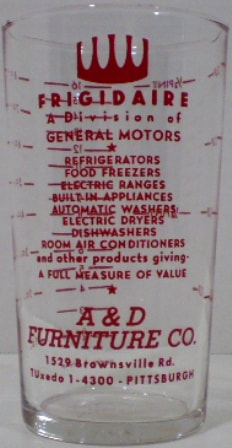 FRIGIDAIRE
A Division of
GENERAL MOTORS
REFRIGERATORS
FOOD FREEZERS
ELECTRIC RANGES
BUILT-IN APPLIANCES
AUTOMATIC WASHERS
ELECTRIC DRYERS
DISHWASHERS
ROOM AIR CONDITIONERS
and other products giving-
A FULL MEASURE OF VALUE
A & D
FURNITURE CO.
1529 Brownsville Rd.
TUxedo 1-4300 - PITTSBURGH